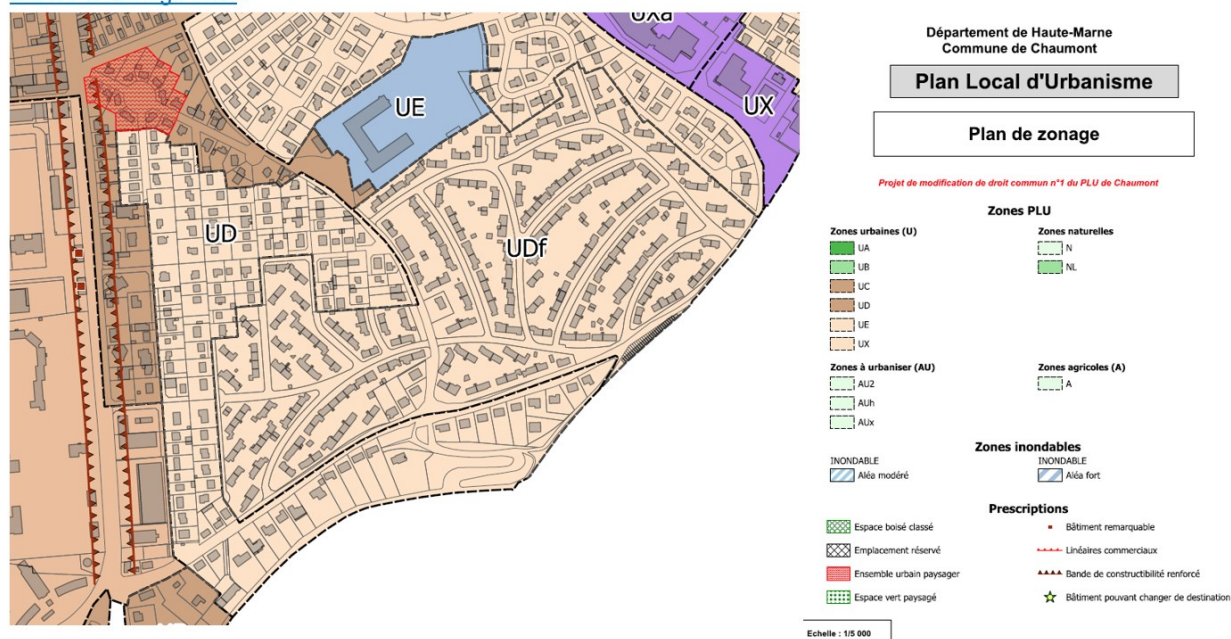 UXa
UE
UX
UD
UDf
Département de Haute-Marne
Commune de Chaumont
Plan Local d'Urbanisme
Plan de zonage
Projet de modification de droit commun n°1 du PLU de Chaumont
Zones PLU
Zones urbaines (U)
UA
UB
UC
UD
UE
UX
Zones naturelles
N
NL
Zones à urbaniser (AU)
AU2
AUh
AUx
Zones agricoles (A)
A
Zones inondables
INONDABLE
Aléa modéré
INONDABLE
Aléa fort
Prescriptions
Espace boisé classé
Emplacement réservé
Ensemble urbain paysager
Espace vert paysagé
Bâtiment remarquable
Linéaires commerciaux
Bande de constructibilité renforcé
Bâtiment pouvant changer de destination
Echelle : 1/5 000